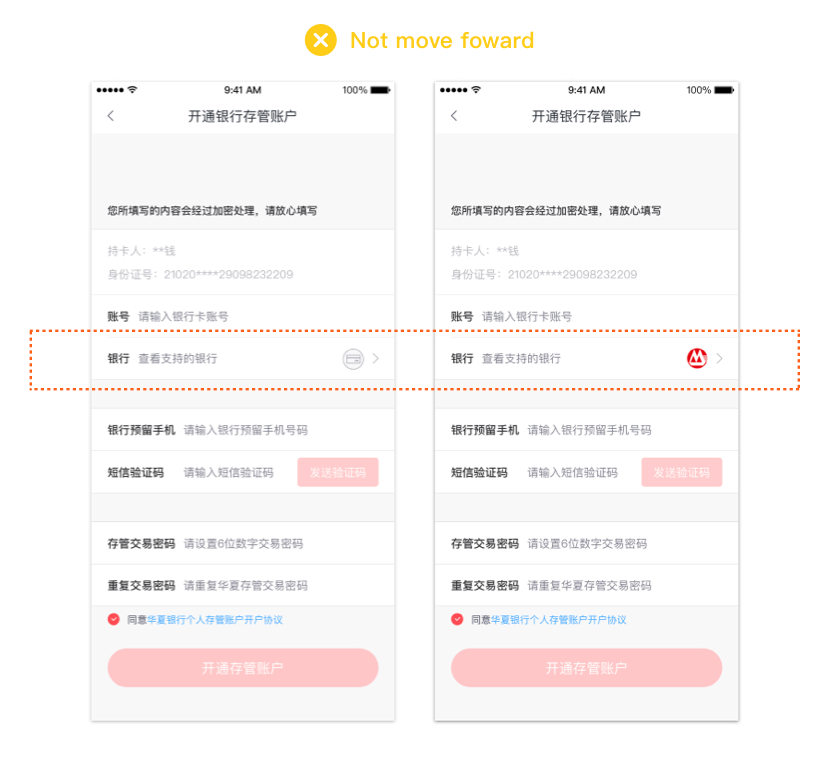 Not move foward
9:41 AM 100%
开通银行存管账户
您所填写的内容会经过加密处理，请放心填写
持卡人：**钱
身份证号：21020****29098232209
账号 请输入银行卡账号
银行 查看支持的银行
银行预留手机 请输入银行预留手机号码
短信验证码 请输入短信验证码 发送验证码
存管交易密码 请设置6位数字交易密码
重复交易密码 请重复华夏存管交易密码
同意华夏银行个人存管账户开户协议
开通存管账户
9:41 AM 100%
开通银行存管账户
您所填写的内容会经过加密处理，请放心填写
持卡人：**钱
身份证号：21020****29098232209
账号 请输入银行卡账号
银行 查看支持的银行
银行预留手机 请输入银行预留手机号码
短信验证码 请输入短信验证码 发送验证码
存管交易密码 请设置6位数字交易密码
重复交易密码 请重复华夏存管交易密码
同意华夏银行个人存管账户开户协议
开通存管账户